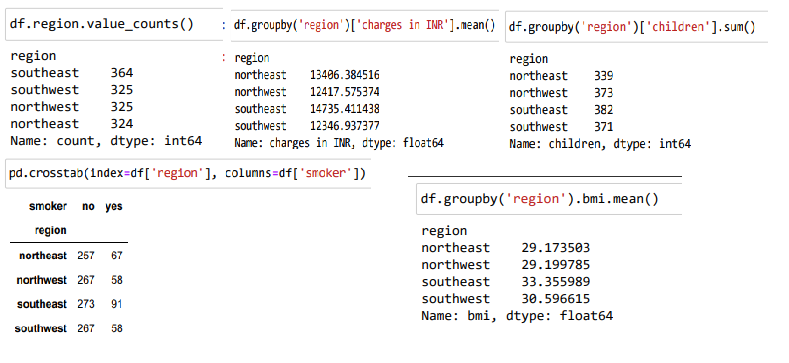 df.region.value_counts()
region
southeast 364
southwest 325
northwest 325
northeast 324
Name: count, dtype: int64
: df.groupby('region')['charges in INR'].mean()
: region
northeast 13406.384516
northwest 12417.575374
southeast 14735.411438
southwest 12346.937377
Name: charges in INR, dtype: float64
df.groupby('region')['children'].sum()
region
northeast 339
northwest 373
southeast 382
southwest 371
Name: children, dtype: int64
pd.crosstab(index=df['region'], columns=df['smoker'])
smoker no yes
region
northeast 257 67
northwest 267 58
southeast 273 91
southwest 267 58
df.groupby('region').bmi.mean()
region
northeast 29.173503
northwest 29.199785
southeast 33.355989
southwest 30.596615
Name: bmi, dtype: float64